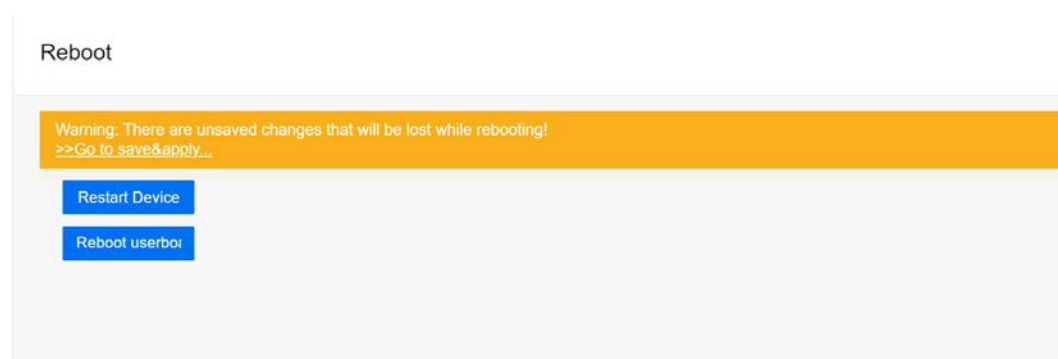 Reboot
Warning: There are unsaved changes that will be lost while rebooting!
>>Go to save&apply...
Restart Device
Reboot